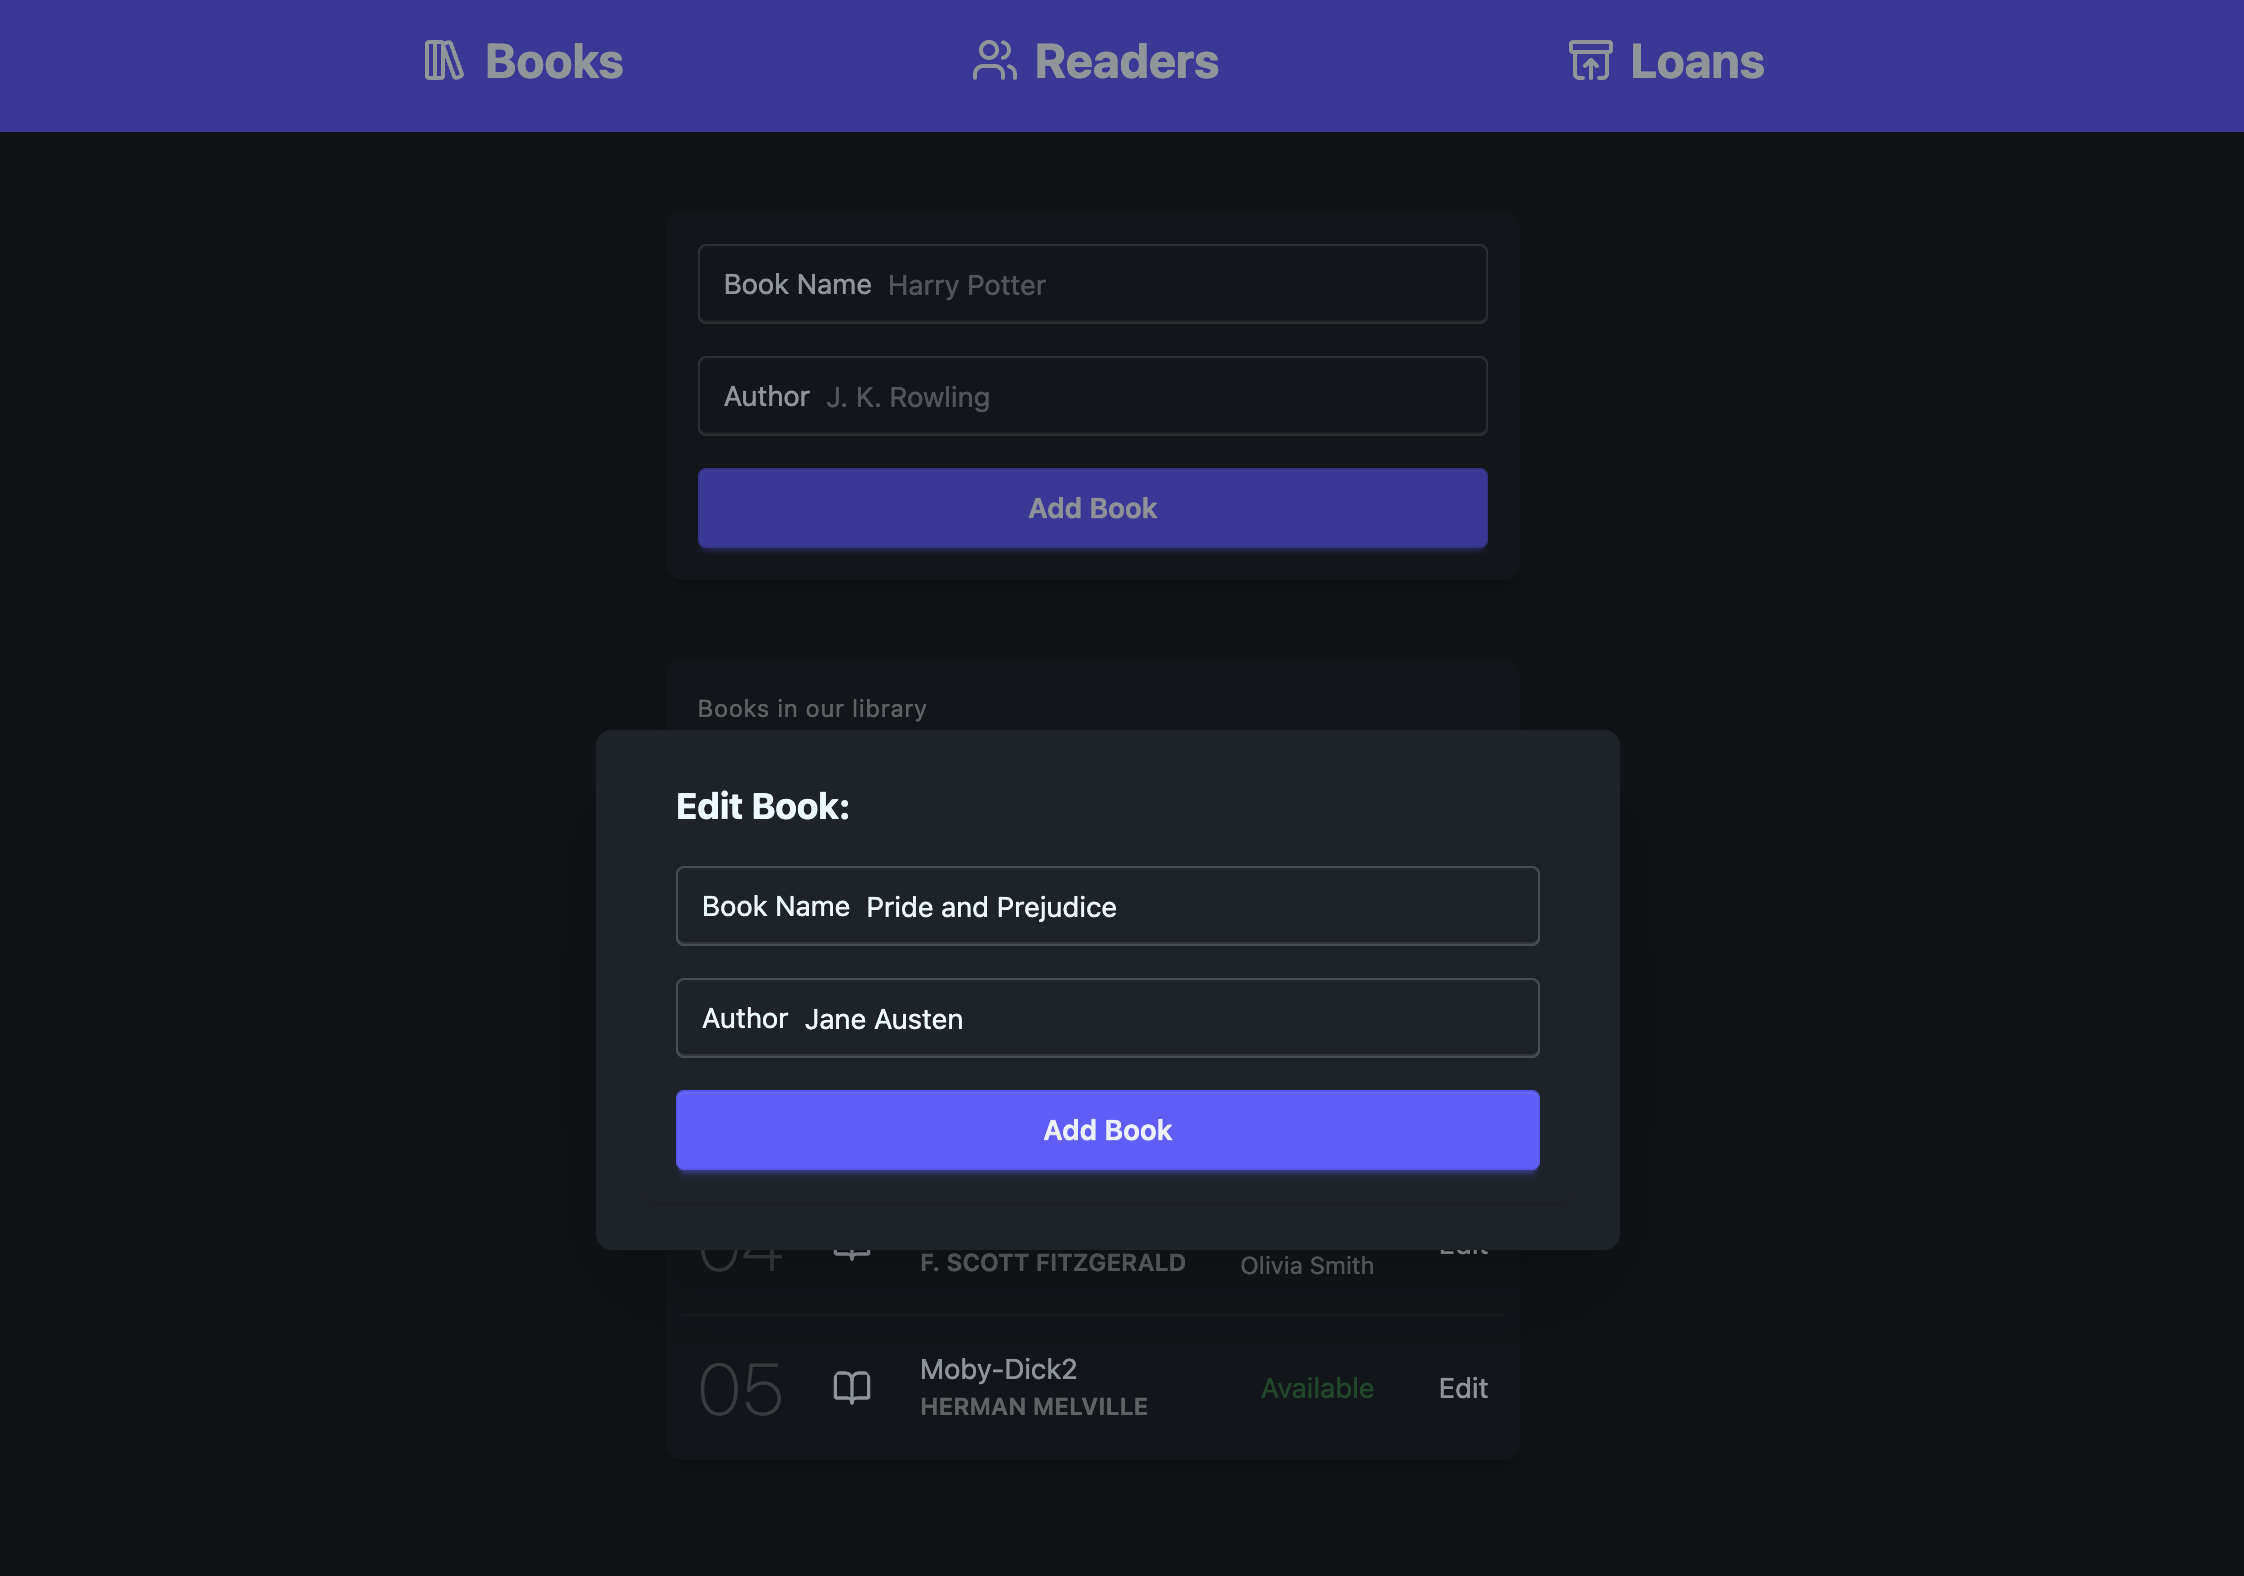 Books
Readers
Loans
Book Name Harry Potter
Author J. K. Rowling
Add Book
Books in our library
Edit Book:
Book Name Pride and Prejudice
Author Jane Austen
Add Book
04
F. SCOTT FITZGERALD
Olivia Smith
Edit
05
Moby-Dick2
HERMAN MELVILLE
Available
Edit